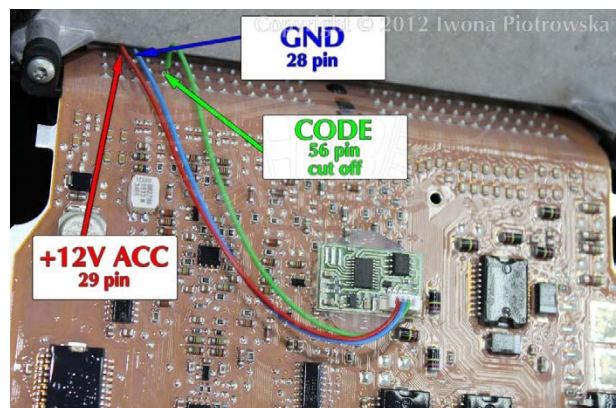 Copyright © 2012 Iwona Piotrowska
GND
28 pin
CODE
56 pin
cut off
+12V ACC
29 pin